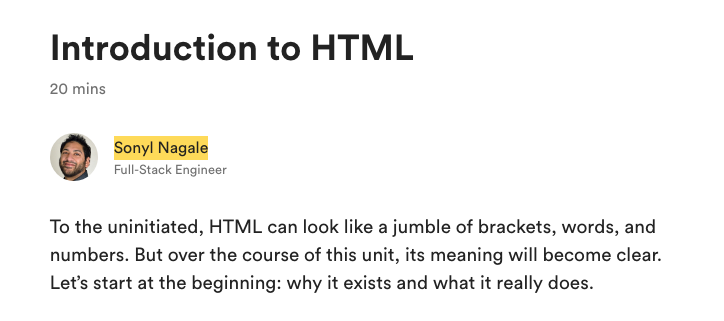 Introduction to HTML
20 mins
Sonyl Nagale
Full-Stack Engineer
To the uninitiated, HTML can look like a jumble of brackets, words, and
numbers. But over the course of this unit, its meaning will become clear.
Let’s start at the beginning: why it exists and what it really does.